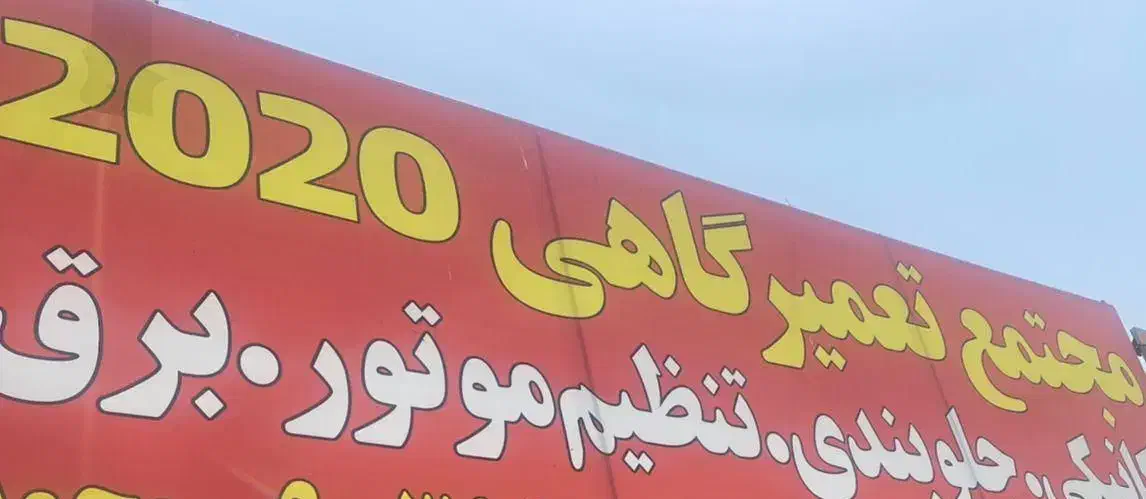 مجتمع تعمیرگاهی 2020
جلوبندی. تنظیم موتور. برق